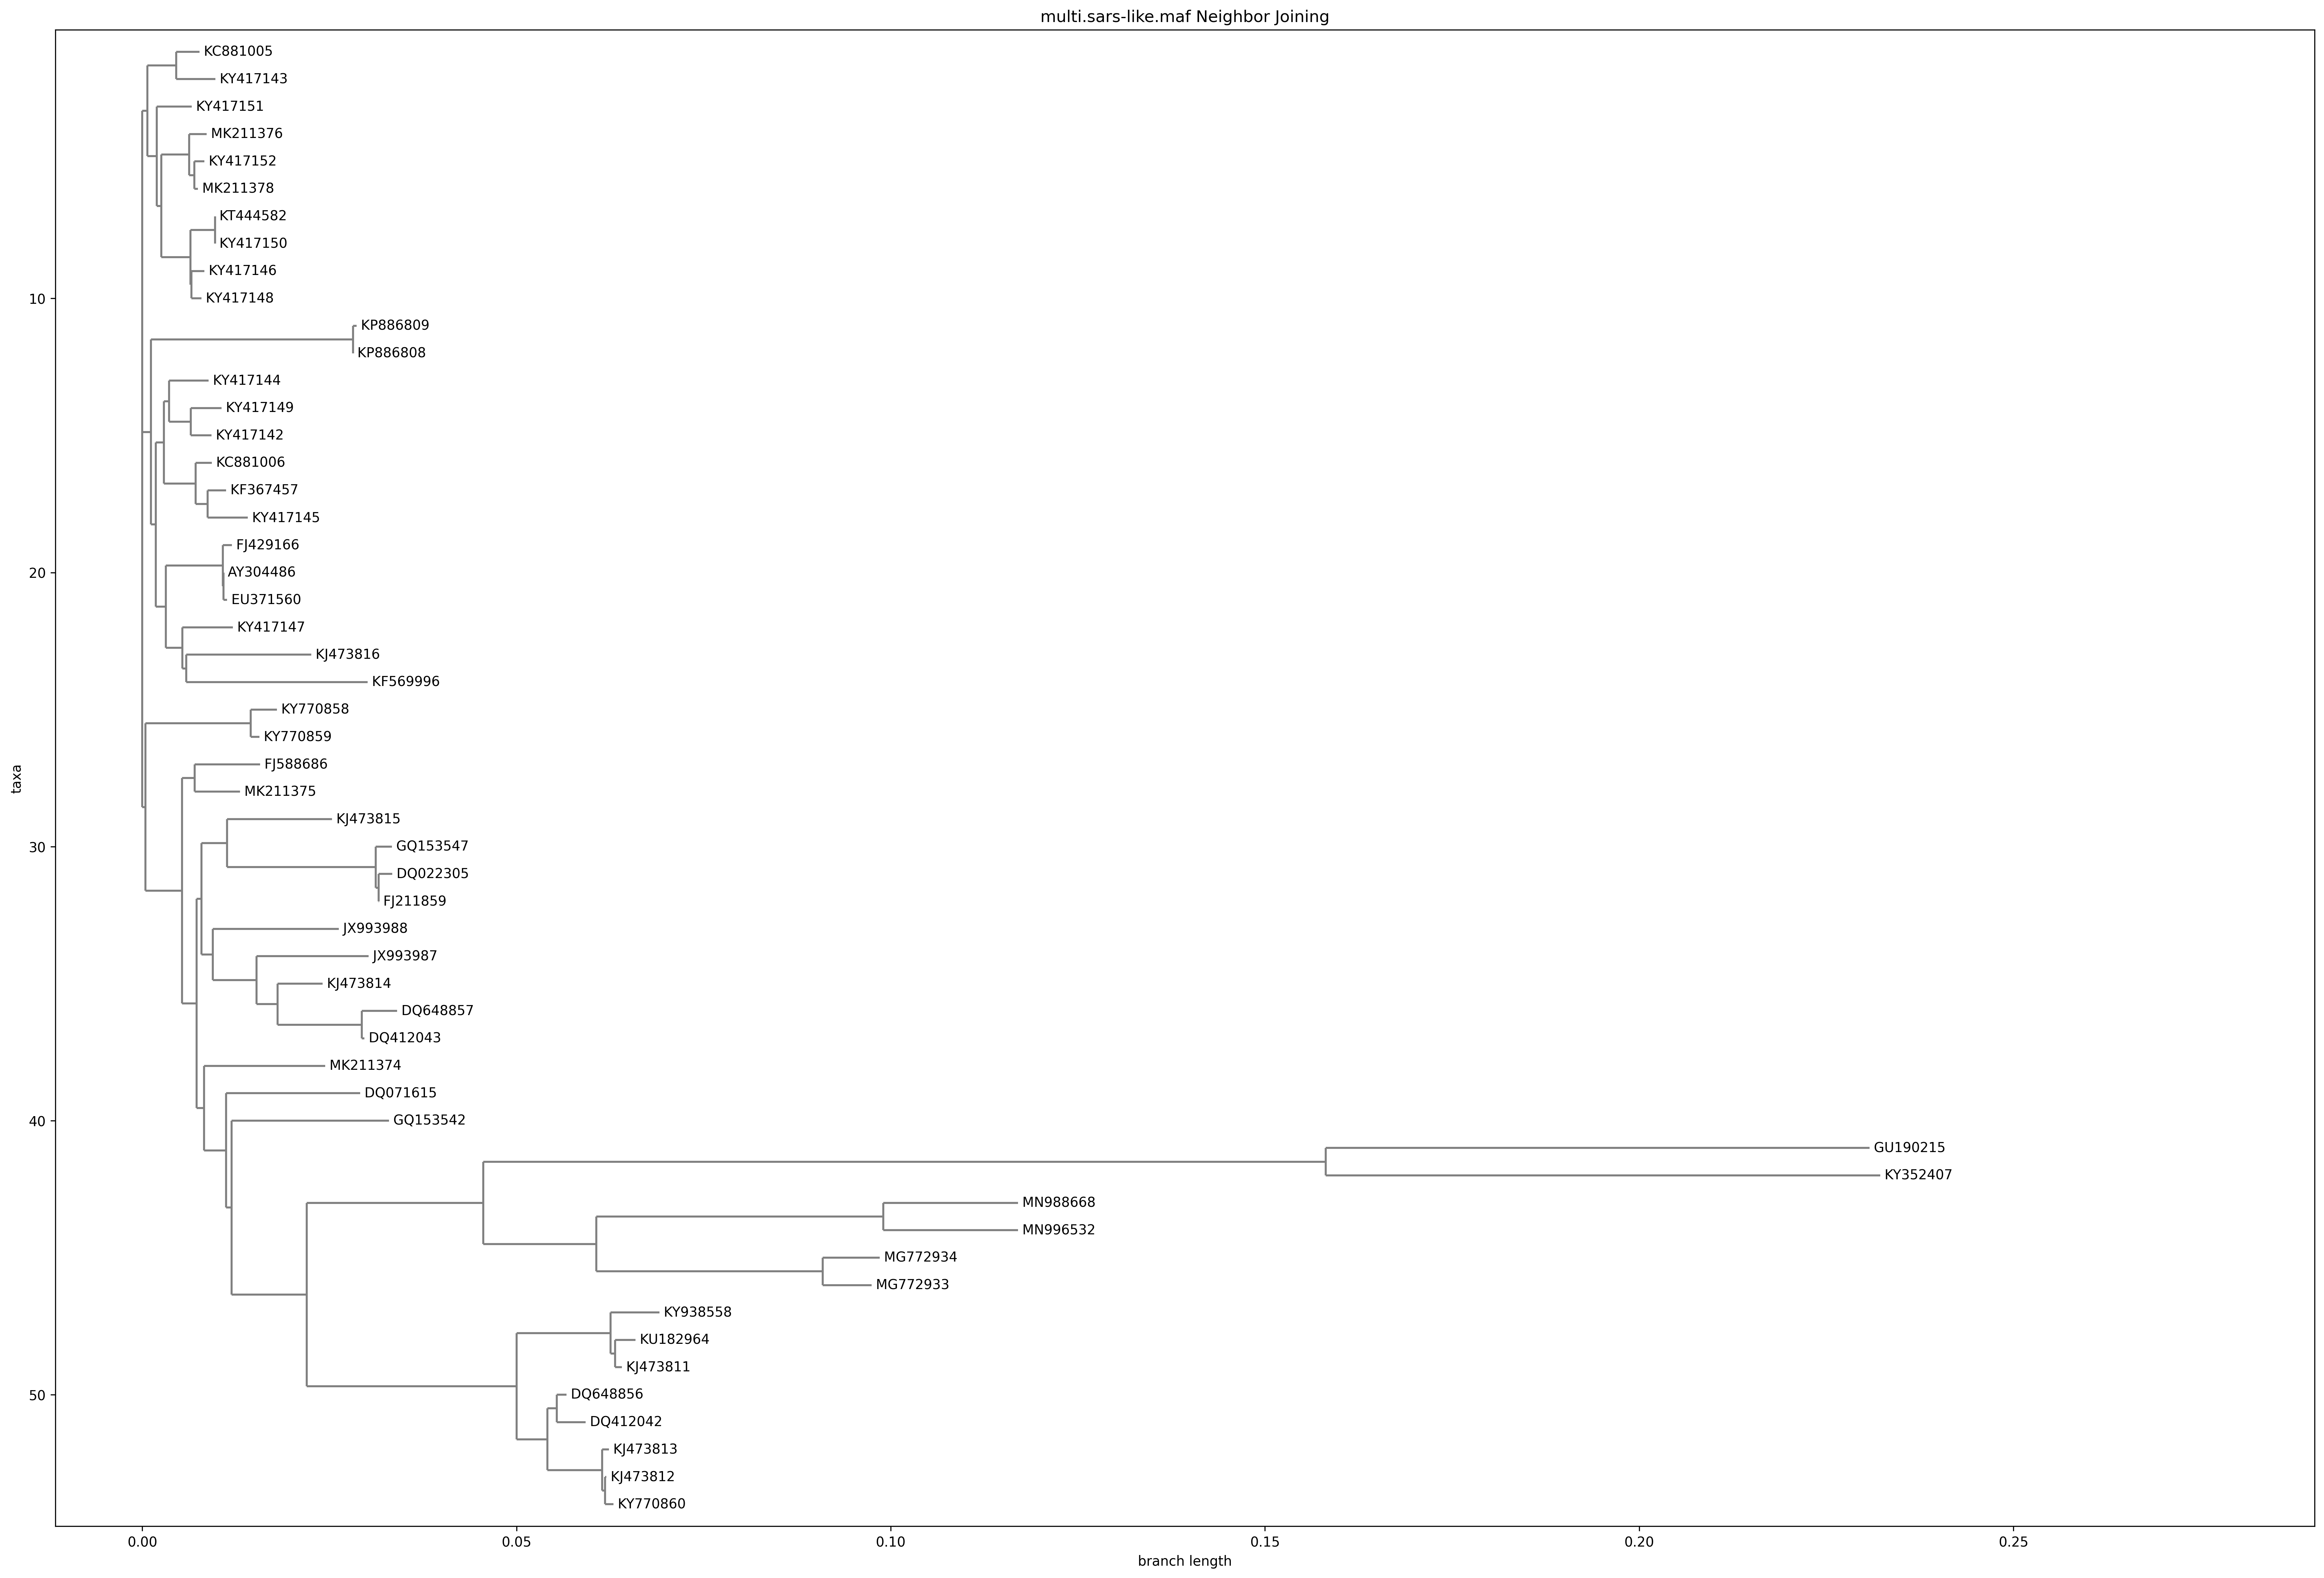 multi.sars-like.maf Neighbor Joining
KC881005
KY417143
KY417151
MK211376
KY417152
MK211378
KT444582
KY417150
KY417146
10
KY417148
KP886809
KP886808
KY417144
KY417149
KY417142
KC881006
KF367457
KY417145
FJ429166
20
AY304486
EU371560
KY417147
KJ473816
KF569996
KY770858
KY770859
FJ588686
taxa
MK211375
KJ473815
30
GQ153547
DQ022305
FJ211859
JX993988
JX993987
KJ473814
DQ648857
DQ412043
MK211374
DQ071615
40
GQ153542
GU190215
KY352407
MN988668
MN996532
MG772934
MG772933
KY938558
KU182964
KJ473811
50
DQ648856
DQ412042
KJ473813
KJ473812
KY770860
0.00 0.05 0.10 0.15 0.20 0.25
branch length